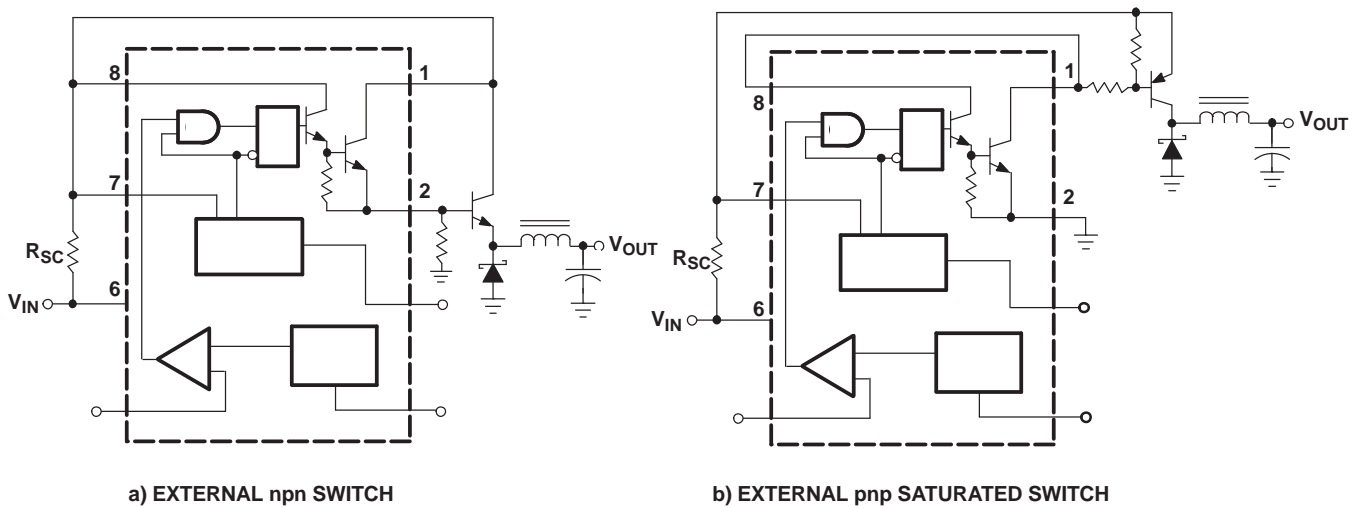 8
1
7
2
RSC
VOUT
VIN
6
a) EXTERNAL npn SWITCH
1
8
VOUT
7
2
RSC
VIN
6
b) EXTERNAL pnp SATURATED SWITCH